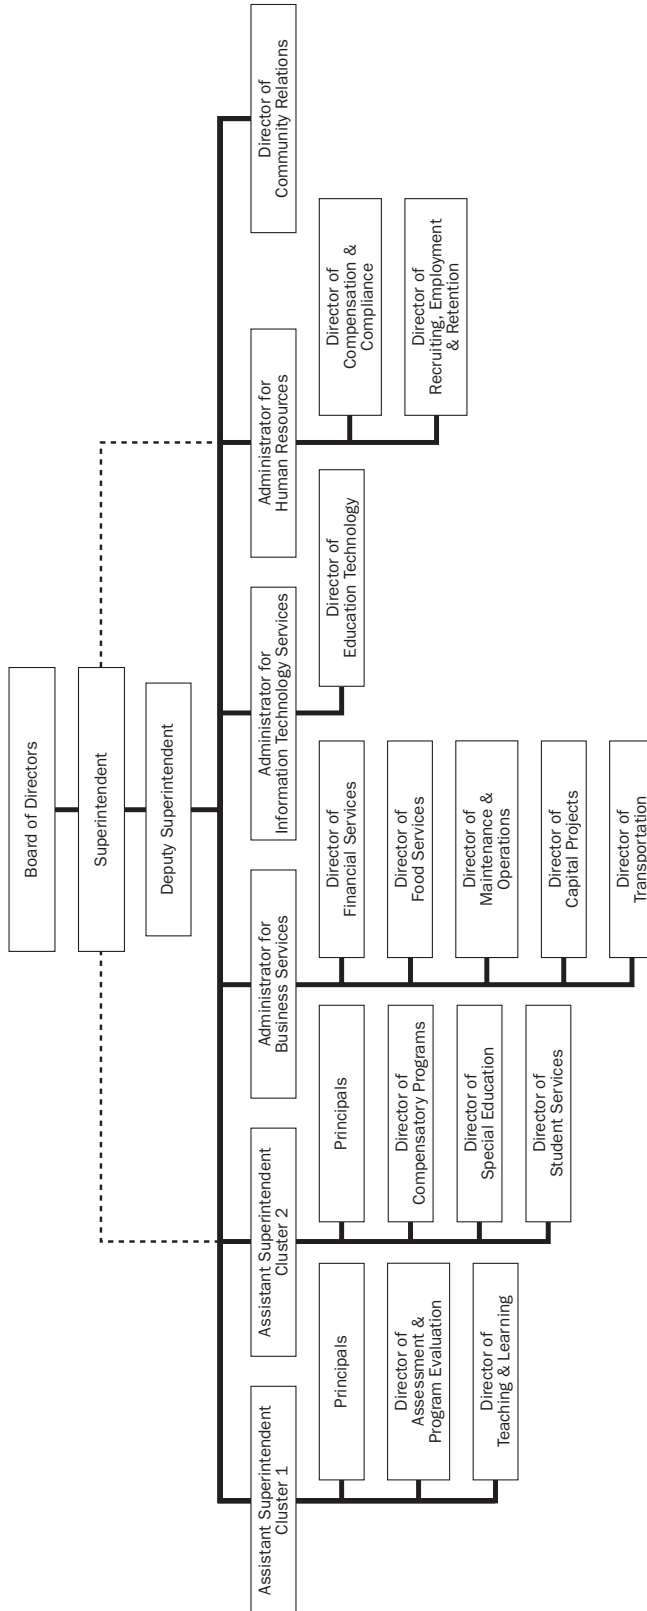 Board of Directors
Superintendent
Deputy Superintendent
Assistant Superintendent
Cluster 1
Principals
Director of
Assessment &
Program Evaluation
Director of
Teaching & Learning
Assistant Superintendent
Cluster 2
Principals
Director of
Compensatory Programs
Director of
Special Education
Director of
Student Services
Administrator for
Business Services
Director of
Financial Services
Director of
Food Services
Director of
Maintenance &
Operations
Director of
Capital Projects
Director of
Transportation
Administrator for
Information Technology Services
Director of
Education Technology
Administrator for
Human Resources
Director of
Compensation &
Compliance
Director of
Recruiting, Employment
& Retention
Director of
Community Relations